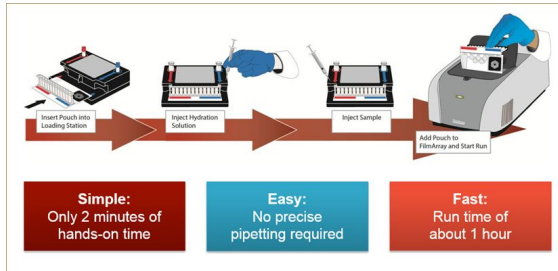 Insert Pouch into
Loading Station
Inject Hydration
Solution
Inject Sample
Add Pouch to
FilmArray and Start Run
Simple:
Only 2 minutes of
hands-on time
Easy:
No precise
pipetting required
Fast:
Run time of
about 1 hour